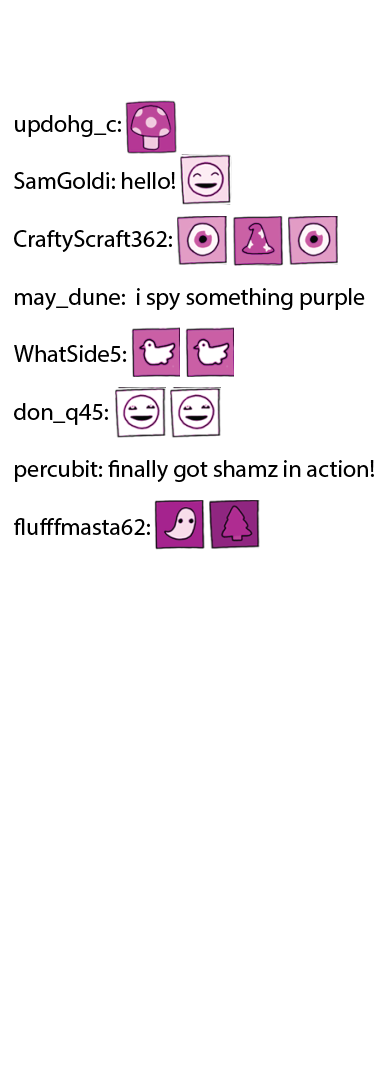 updohg_c:
SamGoldi: hello!
CraftyScraft362:
may_dune: i spy something purple
WhatSide5:
don_q45:
percubit: finally got shamz in action!
flufffmasta62: